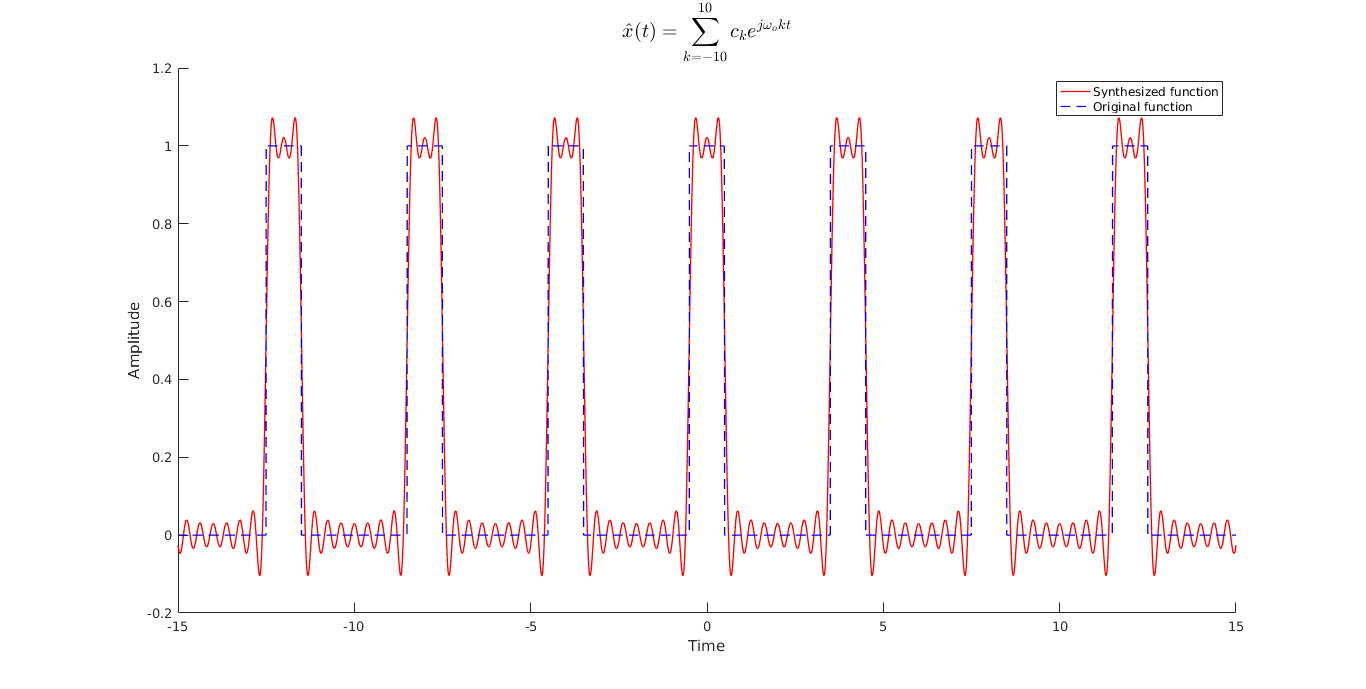 x̂(t) = ∑_{k=−10}^{10} c_k e^{jω_o kt}
Synthesized function
Original function
1.2
1
0.8
0.6
0.4
0.2
0
-0.2
Amplitude
-15 -10 -5 0 5 10 15
Time